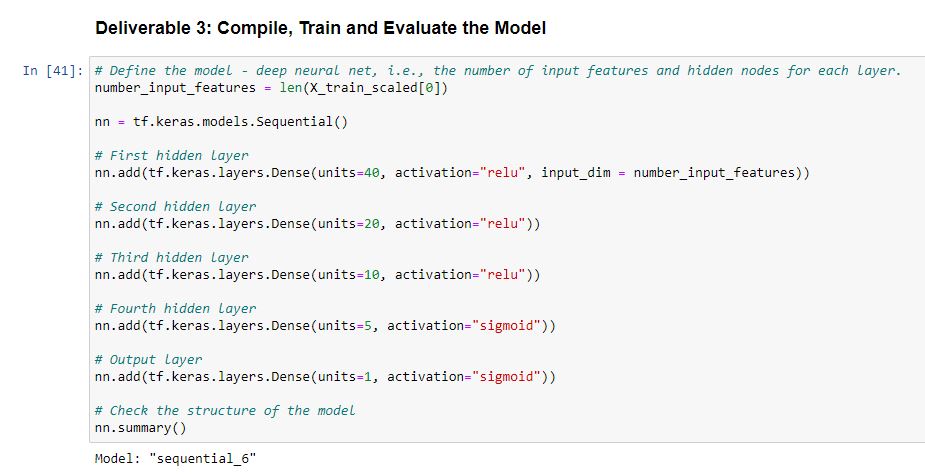 Deliverable 3: Compile, Train and Evaluate the Model
In [41]: # Define the model - deep neural net, i.e., the number of input features and hidden nodes for each layer.
number_input_features = len(X_train_scaled[0])
nn = tf.keras.models.Sequential()
# First hidden layer
nn.add(tf.keras.layers.Dense(units=40, activation="relu", input_dim = number_input_features))
# Second hidden layer
nn.add(tf.keras.layers.Dense(units=20, activation="relu"))
# Third hidden layer
nn.add(tf.keras.layers.Dense(units=10, activation="relu"))
# Fourth hidden layer
nn.add(tf.keras.layers.Dense(units=5, activation="sigmoid"))
# Output layer
nn.add(tf.keras.layers.Dense(units=1, activation="sigmoid"))
# Check the structure of the model
nn.summary()
Model: "sequential_6"